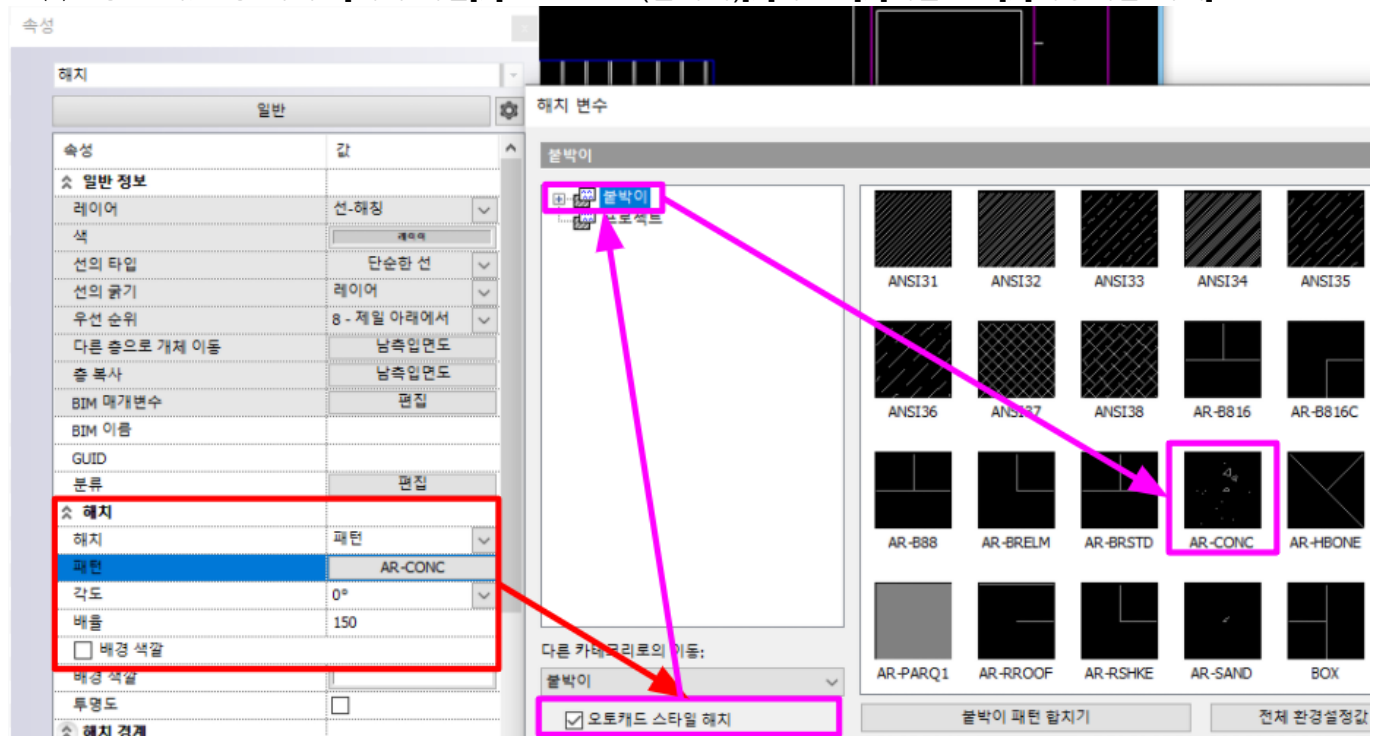 속성
해치
일반
속성 값
일반 정보
레이어 선-해칭
색 레이어
선의 타입 단순한 선
선의 굵기 레이어
우선 순위 8 - 제일 아래에서
다른 층으로 개체 이동 남측입면도
층 복사 남측입면도
BIM 매개변수 편집
BIM 이름
GUID
분류 편집
해치
해치 패턴
패턴 AR-CONC
각도 0°
배율 150
배경 색깔
배경 색깔
투명도
해치 경계
해치 변수
붙박이
붙박이
프로젝트
ANSI31 ANSI32 ANSI33 ANSI34 ANSI35
ANSI36 ANSI37 ANSI38 AR-B816 AR-B816C
AR-B88 AR-BRELM AR-BRSTD AR-CONC AR-HBONE
AR-PARQ1 AR-RROOF AR-RSHKE AR-SAND BOX
다른 카테고리로의 이동:
붙박이
오토캐드 스타일 해치
붙박이 패턴 합치기 전체 환경설정값